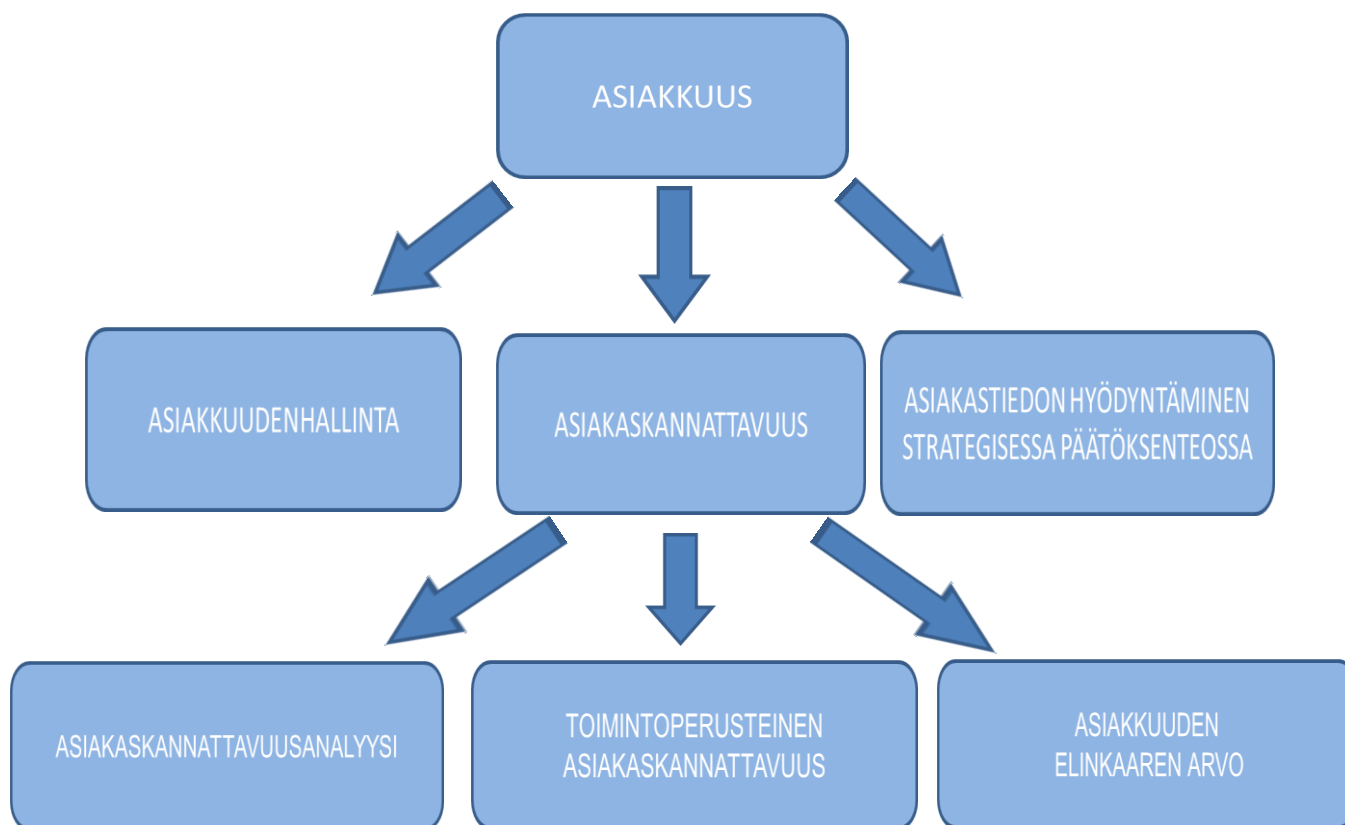 ASIAKKUUS
ASIAKKUUDENHALLINTA
ASIAKASKANNATTAVUUS
ASIAKASTIEDON HYÖDYNTÄMINEN
STRATEGISESSA PÄÄTÖKSENTEOSSA
ASIAKASKANNATTAVUUSANALYYSI
TOIMINTOPERUSTEINEN
ASIAKASKANNATTAVUUS
ASIAKKUUDEN
ELINKAAREN ARVO